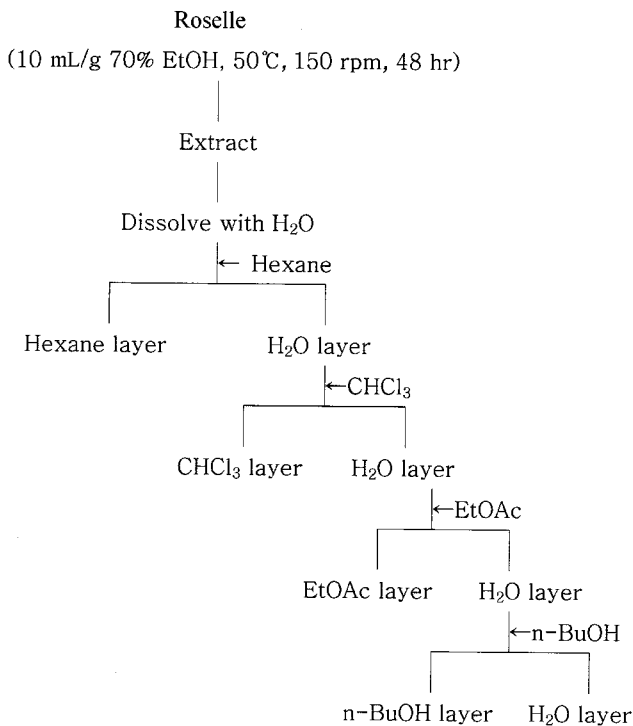 Roselle
(10 mL/g 70% EtOH, 50℃, 150 rpm, 48 hr)
Extract
Dissolve with H₂O
← Hexane
Hexane layer H₂O layer
←CHCl₃
CHCl₃ layer H₂O layer
←EtOAc
EtOAc layer H₂O layer
←n-BuOH
n-BuOH layer H₂O layer